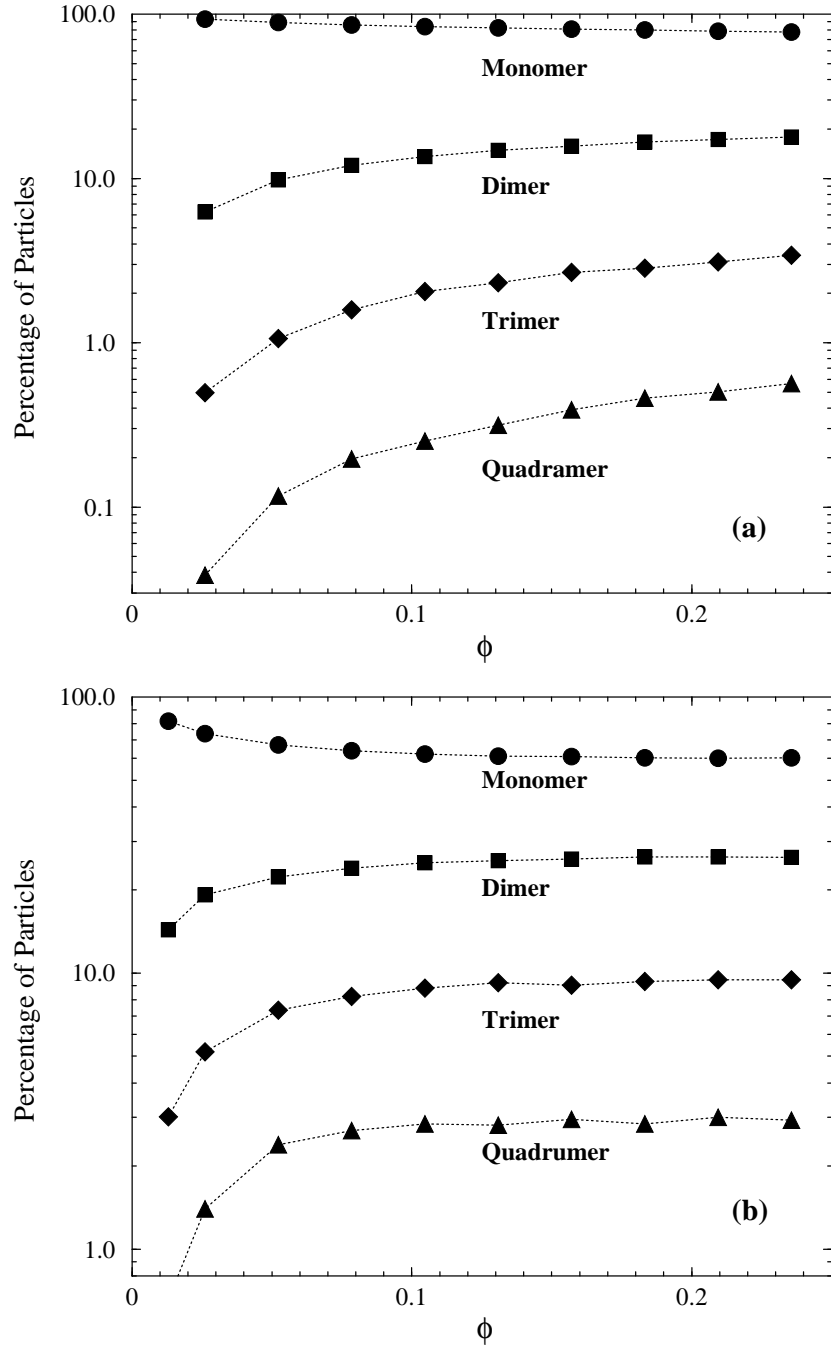 100.0
Monomer
10.0
Dimer
Percentage of Particles
Trimer
1.0
Quadramer
0.1
(a)
0
0.1
0.2
ϕ
100.0
Monomer
Dimer
10.0
Percentage of Particles
Trimer
Quadrumer
(b)
1.0
0
0.1
0.2
ϕ